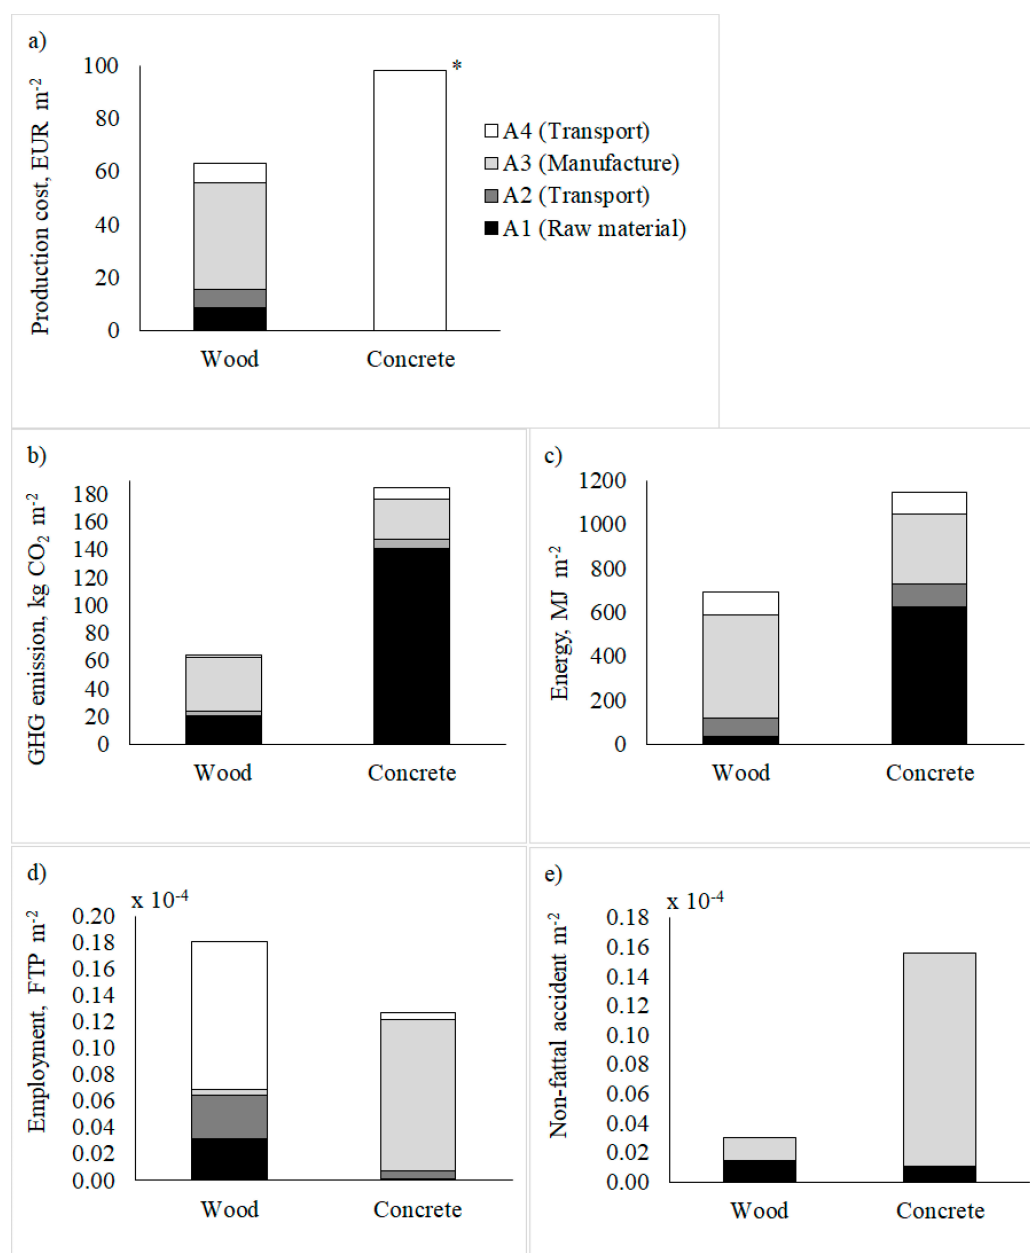 a)
Production cost, EUR m-2
100
80
60
40
20
0
*
A4 (Transport)
A3 (Manufacture)
A2 (Transport)
A1 (Raw material)
Wood Concrete
b)
GHG emission, kg CO2 m-2
180
160
140
120
100
80
60
40
20
0
Wood Concrete
c)
Energy, MJ m-2
1200
1000
800
600
400
200
0
Wood Concrete
d)
x 10-4
Employment, FTP m-2
0.20
0.18
0.16
0.14
0.12
0.10
0.08
0.06
0.04
0.02
0.00
Wood Concrete
e)
x 10-4
Non-fattal accident m-2
0.18
0.16
0.14
0.12
0.10
0.08
0.06
0.04
0.02
0.00
Wood Concrete